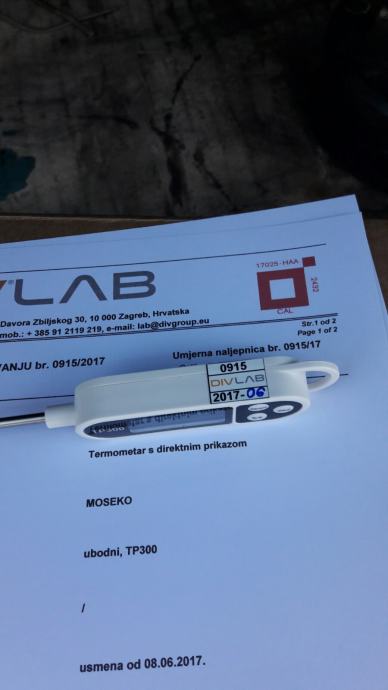 17025-HAA
2432
CAL
LAB
Davora Zbiljskog 30, 10 000 Zagreb, Hrvatska
mob.: + 385 91 2119 219, e-mail: lab@divgroup.eu
Str.1 od 2
Page 1 of 2
VANJU br. 0915/2017
Umjerna naljepnica br. 0915/17
0915
DIVLAB
2017-06
TP300
Termometar s direktnim prikazom
MOSEKO
ubodni, TP300
/
usmena od 08.06.2017.